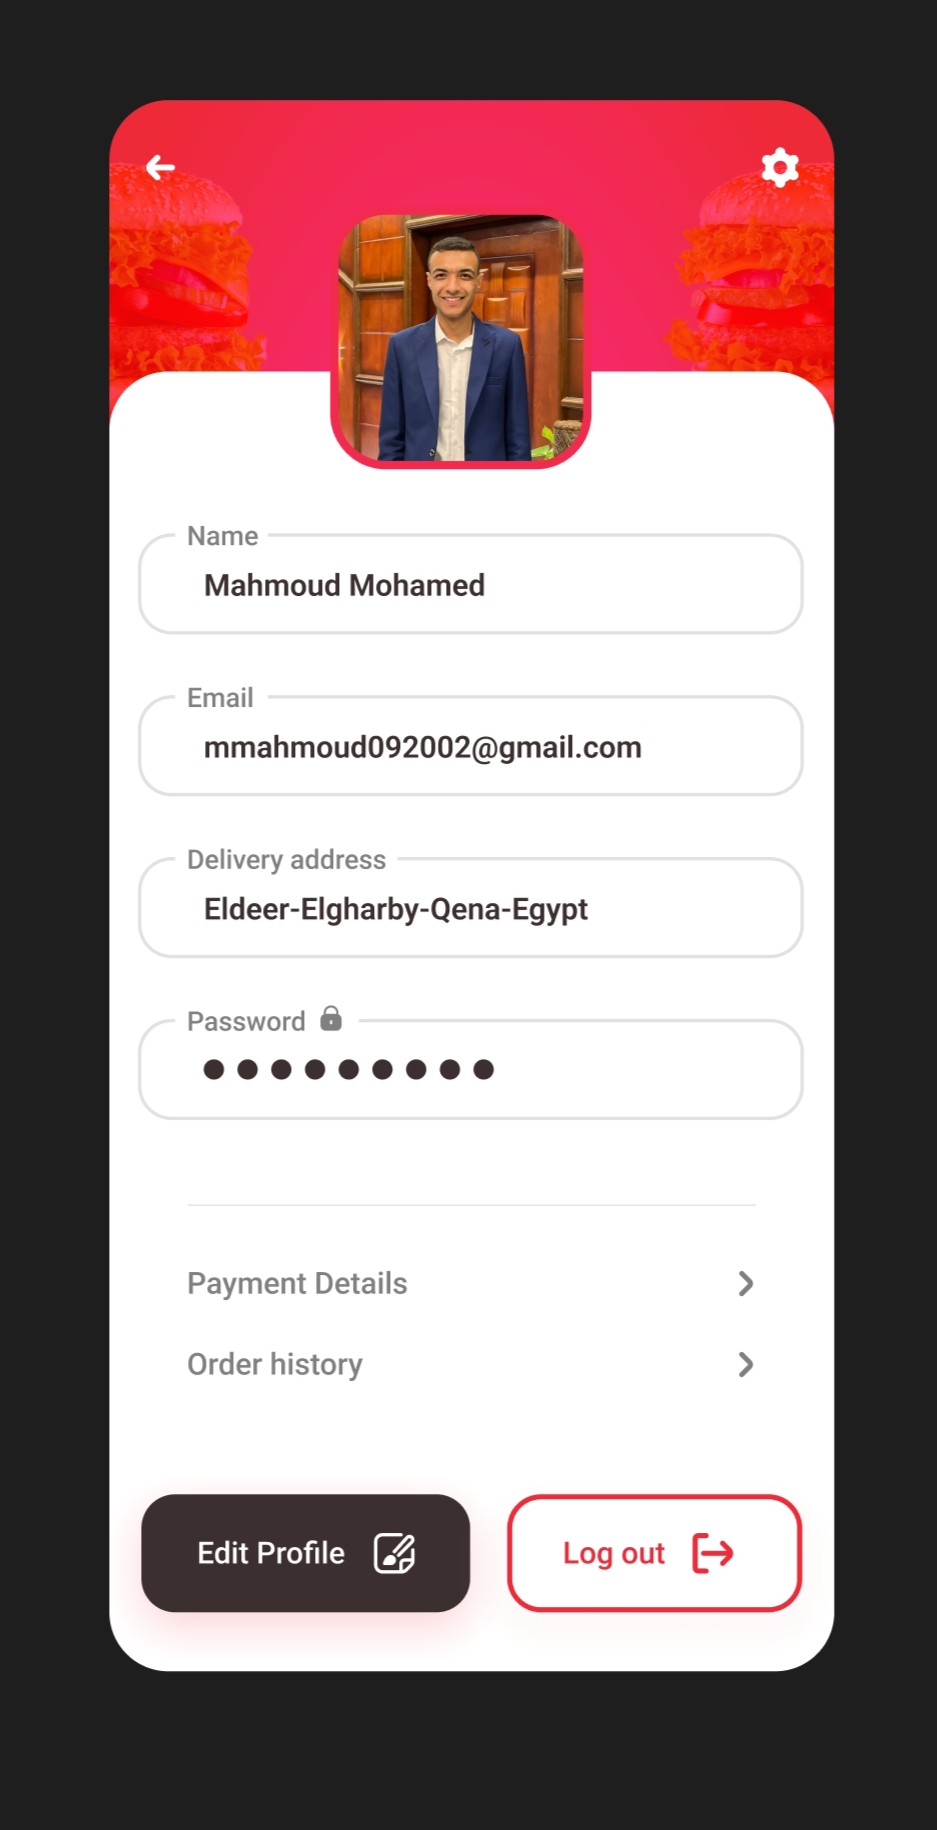 Name
Mahmoud Mohamed
Email
mmahmoud092002@gmail.com
Delivery address
Eldeer-Elgharby-Qena-Egypt
Password
Payment Details
Order history
Edit Profile
Log out